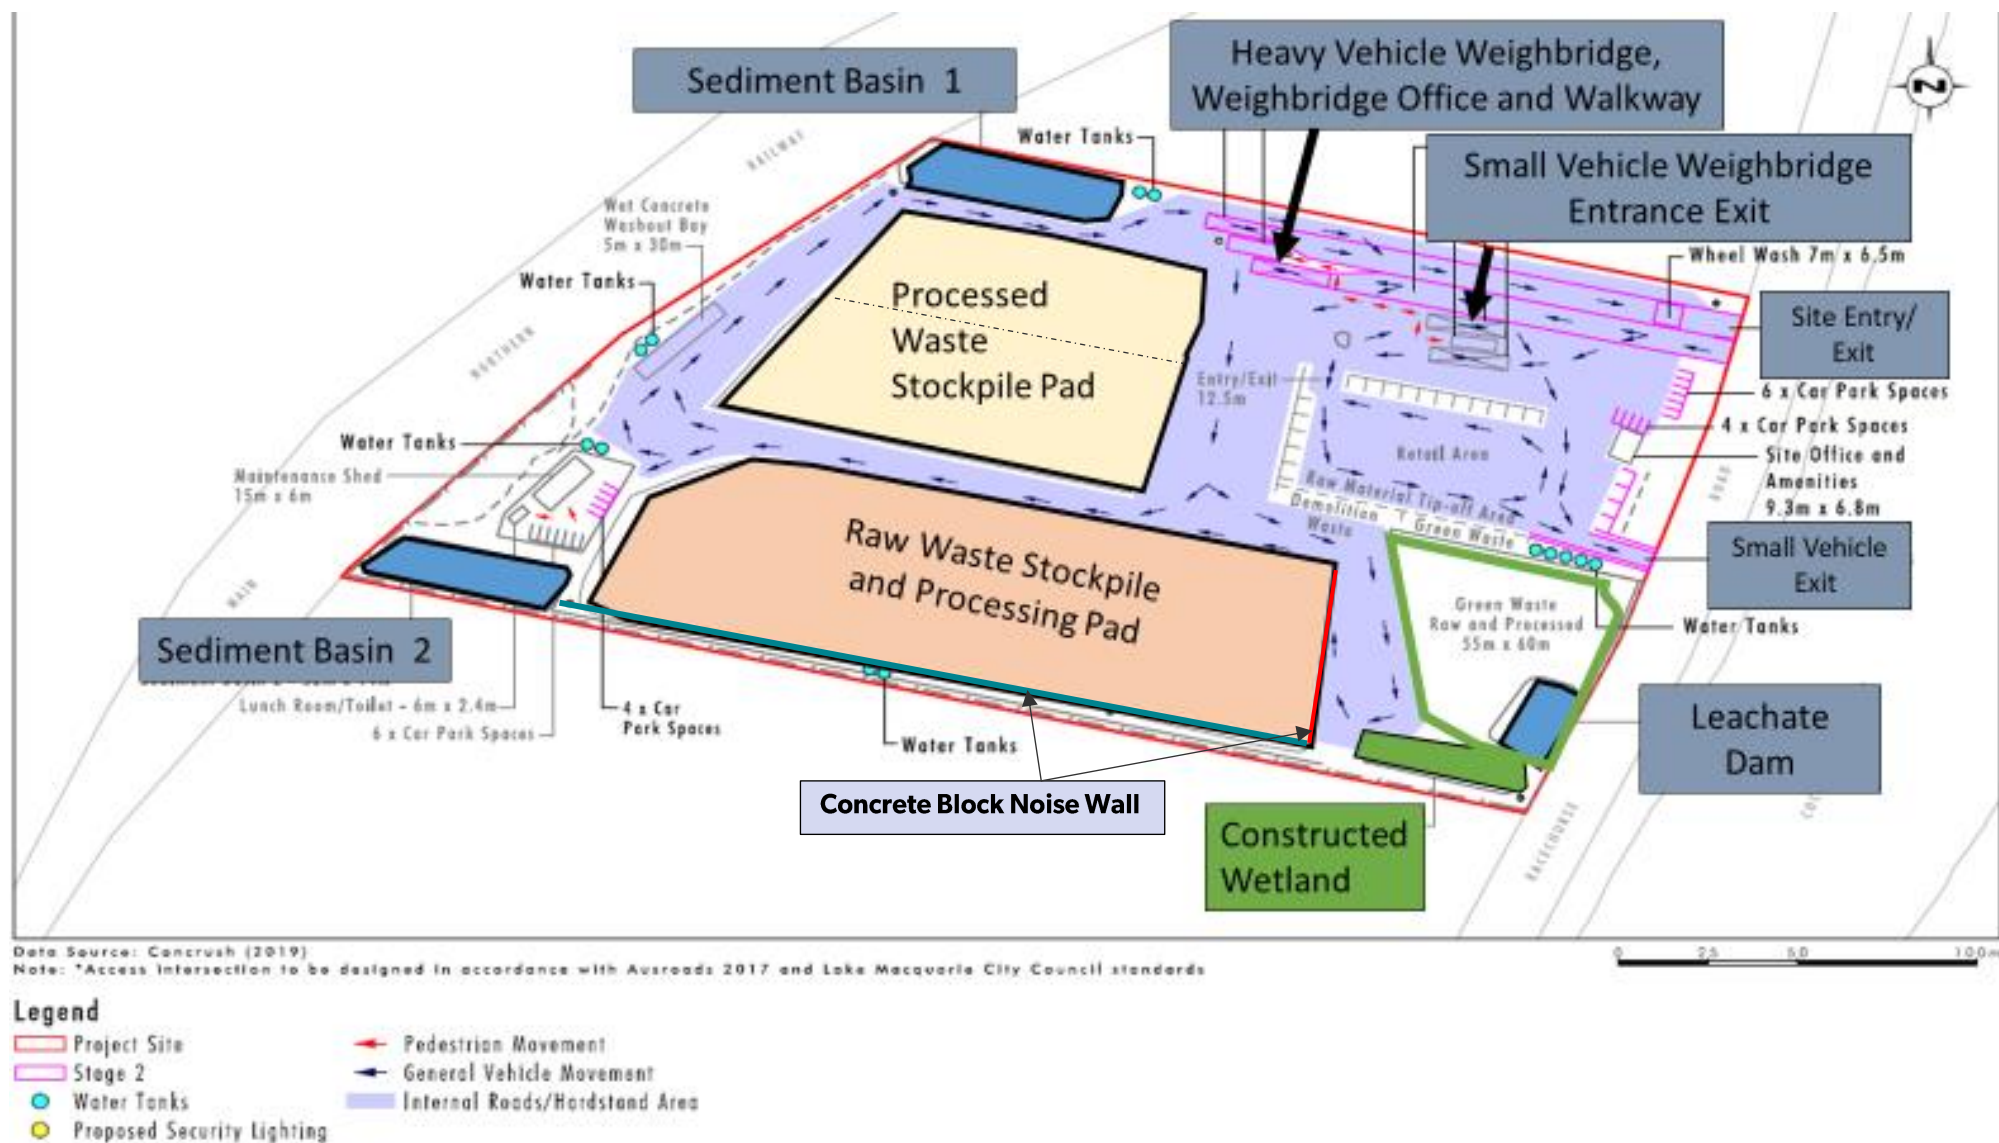 Sediment Basin 1
Heavy Vehicle Weighbridge,
Weighbridge Office and Walkway
Water Tanks
Small Vehicle Weighbridge
Entrance Exit
N
RAILWAY
Wet Concrete
Washout Bay
5m x 30m
Wheel Wash 7m x 6.5m
Water Tanks
Processed
Waste
Stockpile Pad
Site Entry/
Exit
NORTHERN
Entry/Exit
12.5m
6 x Car Park Spaces
4 x Car Park Spaces
Water Tanks
Retail Area
Site Office and
Amenities
9.3m x 6.8m
Maintenance Shed
15m x 6m
Raw Material Tip-off Area
Demolition
Waste
Green Waste
ROAD
Raw Waste Stockpile
and Processing Pad
Small Vehicle
Exit
MAIN
Green Waste
Raw and Processed
55m x 60m
Water Tanks
Sediment Basin 2
Lunch Room/Toilet - 6m x 2.4m
6 x Car Park Spaces
4 x Car
Park Spaces
Water Tanks
Leachate
Dam
Concrete Block Noise Wall
Constructed
Wetland
RACECOURSE
Data Source: Concrush (2019)
Note: *Access Intersection to be designed in accordance with Ausroads 2017 and Lake Macquarie City Council standards
0 25 50 100m
Legend
Project Site
Stage 2
Water Tanks
Proposed Security Lighting
Pedestrian Movement
General Vehicle Movement
Internal Roads/Hardstand Area